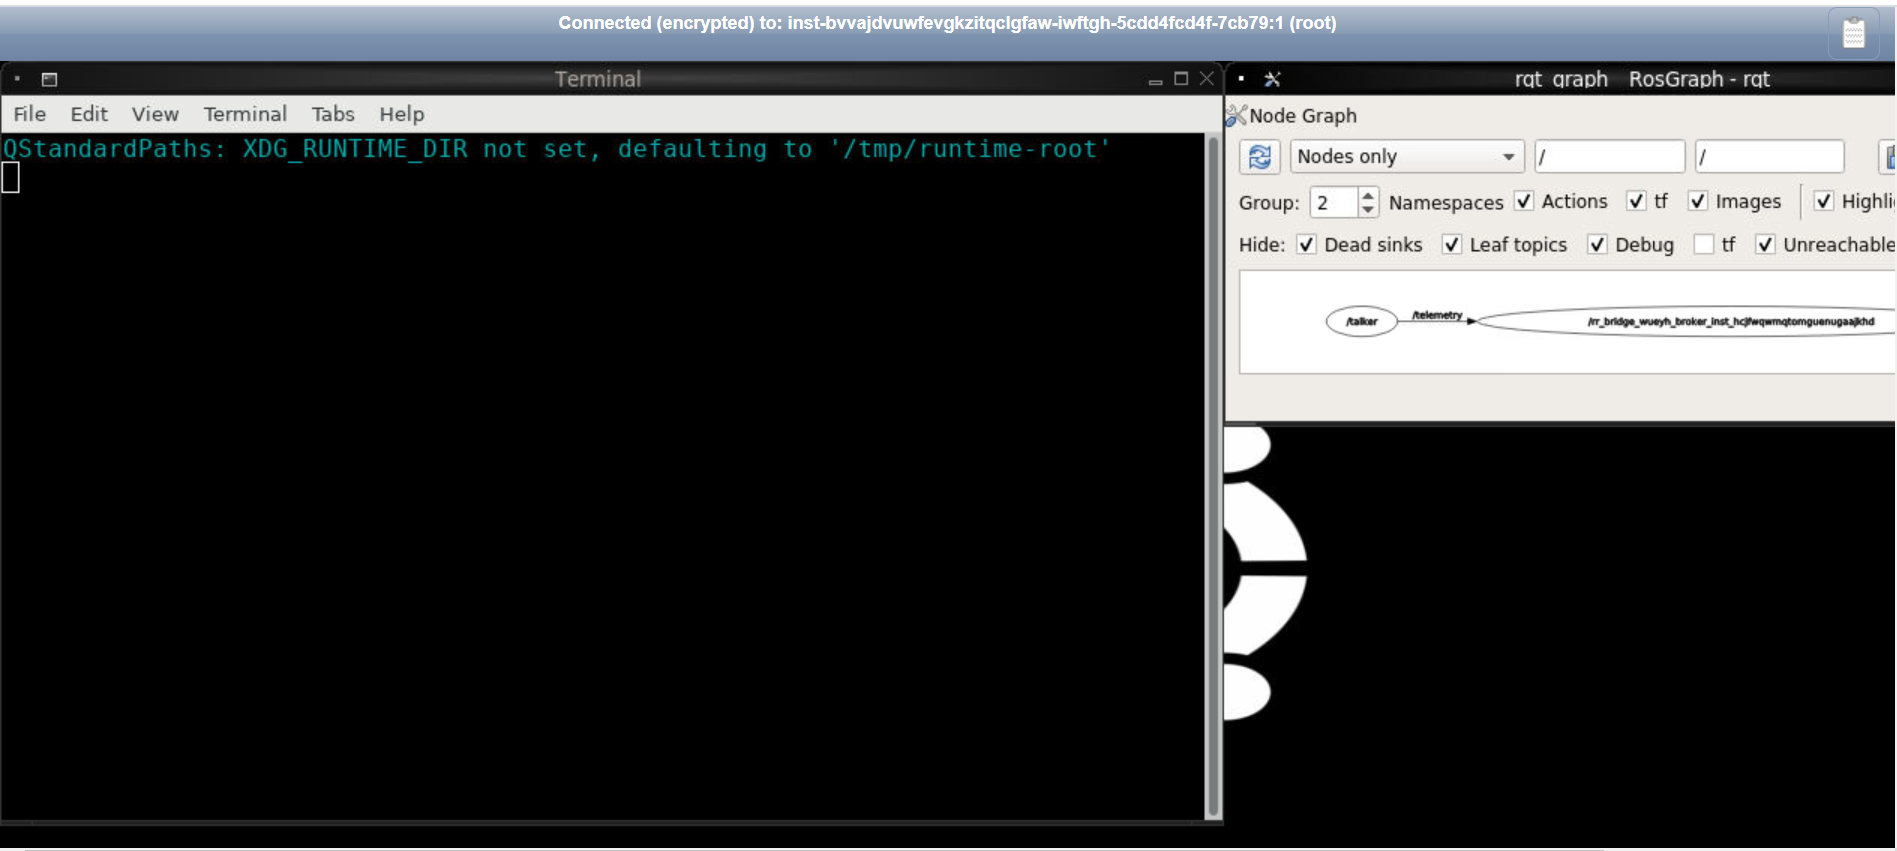 Connected (encrypted) to: inst-bvvajdvuwfevgkzitqclgfaw-iwftgh-5cdd4fcd4f-7cb79:1 (root)
Terminal
File Edit View Terminal Tabs Help
QStandardPaths: XDG_RUNTIME_DIR not set, defaulting to '/tmp/runtime-root'
rqt_graph RosGraph - rqt
Node Graph
Nodes only / /
Group: 2 Namespaces Actions tf Images Highli
Hide: Dead sinks Leaf topics Debug tf Unreachable
/talker /telemetry /rr_bridge_wueyh_broker_inst_hcjfwqwmqtomguenugaajkhd